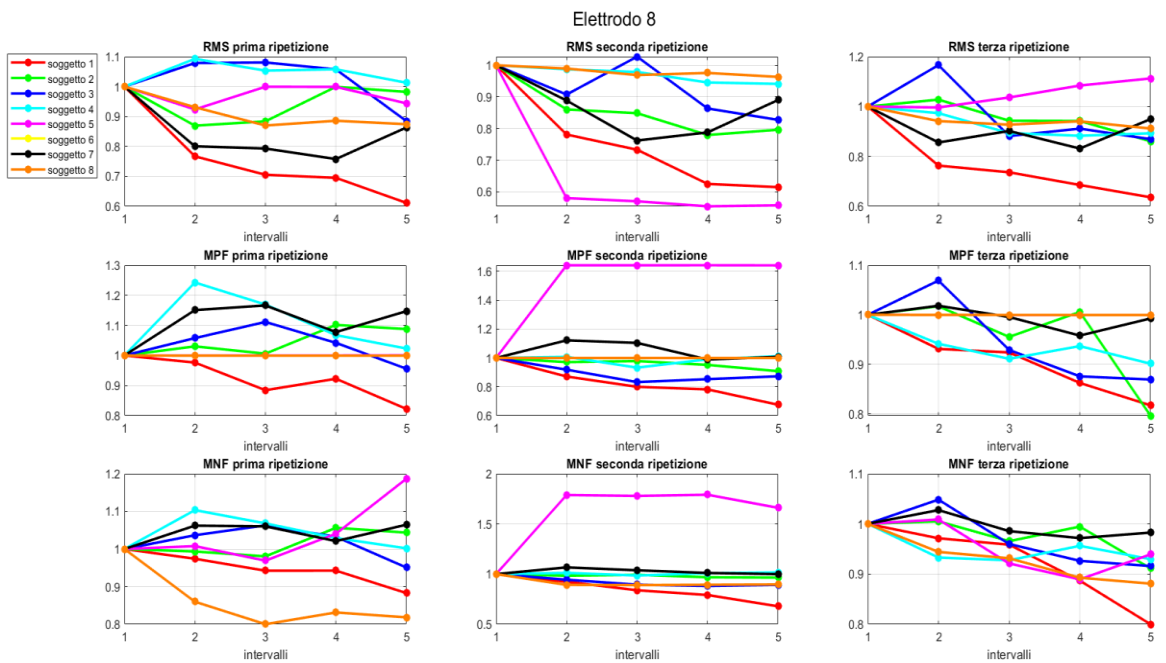 Elettrodo 8
soggetto 1
soggetto 2
soggetto 3
soggetto 4
soggetto 5
soggetto 6
soggetto 7
soggetto 8
RMS prima ripetizione
1.1
1
0.9
0.8
0.7
0.6
1 2 3 4 5
intervalli
RMS seconda ripetizione
1
0.9
0.8
0.7
0.6
1 2 3 4 5
intervalli
RMS terza ripetizione
1.2
1
0.8
0.6
1 2 3 4 5
intervalli
MPF prima ripetizione
1.3
1.2
1.1
1
0.9
0.8
1 2 3 4 5
intervalli
MPF seconda ripetizione
1.6
1.4
1.2
1
0.8
0.6
1 2 3 4 5
intervalli
MPF terza ripetizione
1.1
1
0.9
0.8
1 2 3 4 5
intervalli
MNF prima ripetizione
1.2
1.1
1
0.9
0.8
1 2 3 4 5
intervalli
MNF seconda ripetizione
2
1.5
1
0.5
1 2 3 4 5
intervalli
MNF terza ripetizione
1.1
1
0.9
0.8
1 2 3 4 5
intervalli